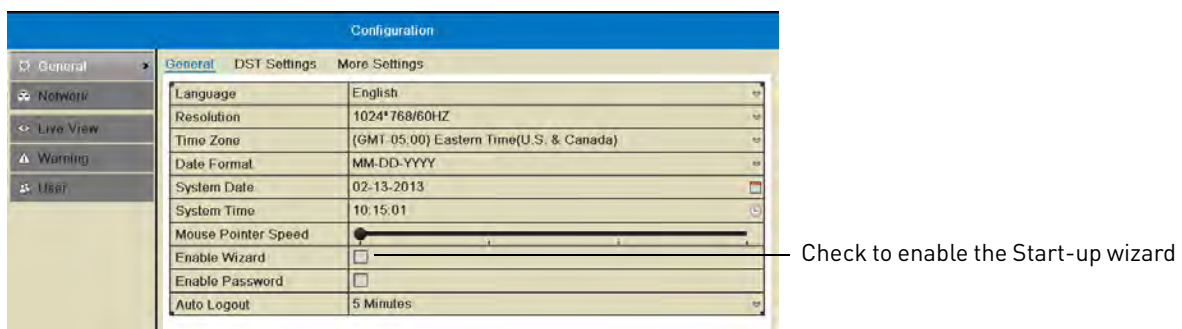 Configuration
General
Network
Live View
Warning
User
General DST Settings More Settings
Language English
Resolution 1024*768/60HZ
Time Zone (GMT-05:00) Eastern Time(U.S. & Canada)
Date Format MM-DD-YYYY
System Date 02-13-2013
System Time 10:15:01
Mouse Pointer Speed
Enable Wizard
Check to enable the Start-up wizard
Enable Password
Auto Logout 5 Minutes